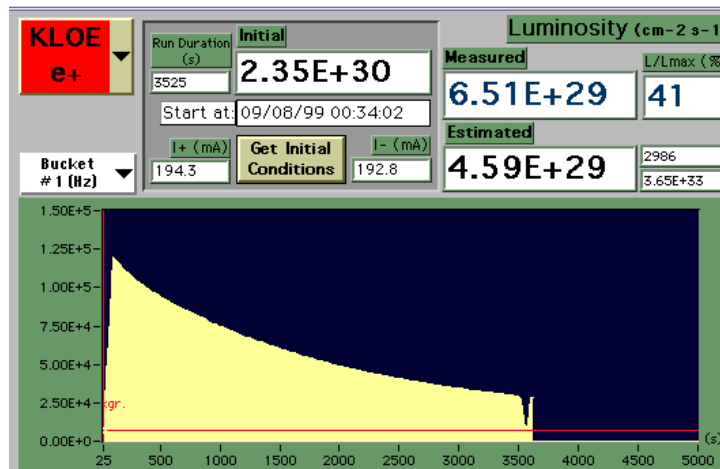 KLOE
e+
Run Duration
(s)
3525
Initial
2.35E+30
Start at: 09/08/99 00:34:02
I+ (mA)
194.3
Get Initial
Conditions
I- (mA)
192.8
Luminosity (cm-2 s-1
Measured
6.51E+29
L/Lmax (%
41
Estimated
4.59E+29
2986
3.65E+33
Bucket
#1 (Hz)
1.50E+5-
1.25E+5-
1.00E+5-
7.50E+4-
5.00E+4-
2.50E+4-
0.00E+0-
kgr.
(s)
25 500 1000 1500 2000 2500 3000 3500 4000 4500 5000